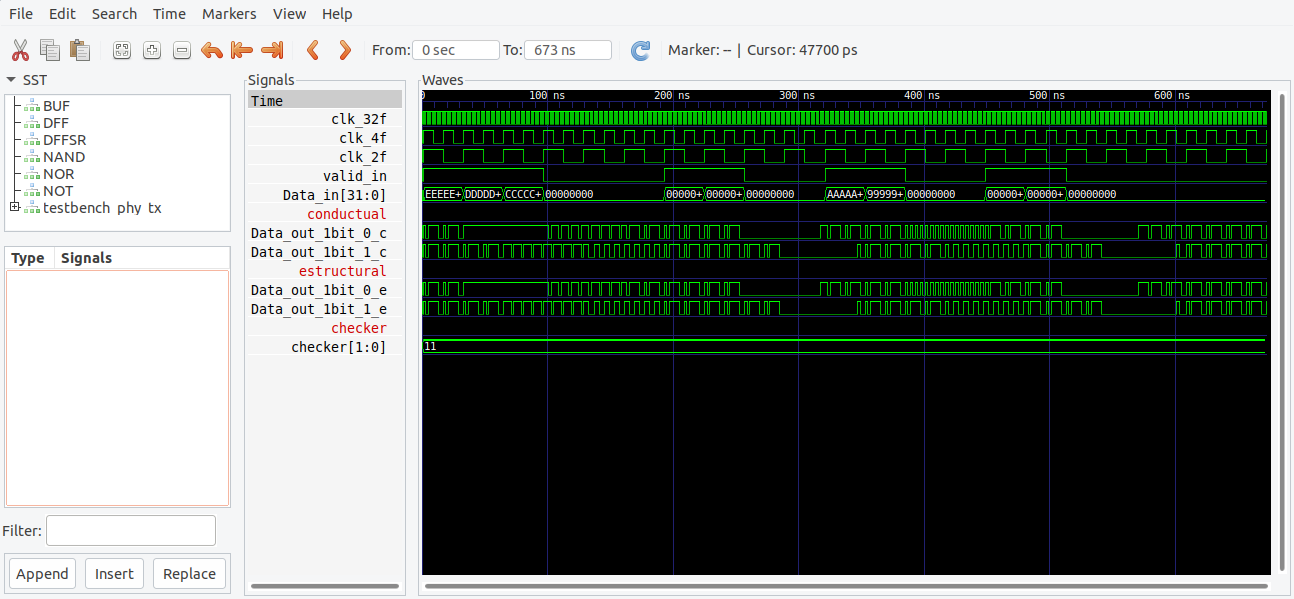 File Edit Search Time Markers View Help
From: 0 sec To: 673 ns Marker: -- | Cursor: 47700 ps
SST
BUF
DFF
DFFSR
NAND
NOR
NOT
testbench_phy_tx
Type Signals
Filter:
Append Insert Replace
Signals
Time
clk_32f
clk_4f
clk_2f
valid_in
Data_in[31:0]
conductual
Data_out_1bit_0_c
Data_out_1bit_1_c
estructural
Data_out_1bit_0_e
Data_out_1bit_1_e
checker
checker[1:0]
Waves
0 100 ns 200 ns 300 ns 400 ns 500 ns 600 ns
EEEEE+ DDDDD+ CCCCC+ 00000000 00000+ 00000+ 00000000 AAAAA+ 99999+ 00000000 00000+ 00000+ 00000000
11